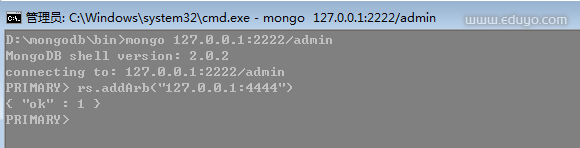 管理员: C:\Windows\system32\cmd.exe - mongo  127.0.0.1:2222/admin
www.eduyo.com
D:\mongodb\bin>mongo 127.0.0.1:2222/admin
MongoDB shell version: 2.0.2
connecting to: 127.0.0.1:2222/admin
PRIMARY> rs.addArb("127.0.0.1:4444")
{ "ok" : 1 }
PRIMARY>